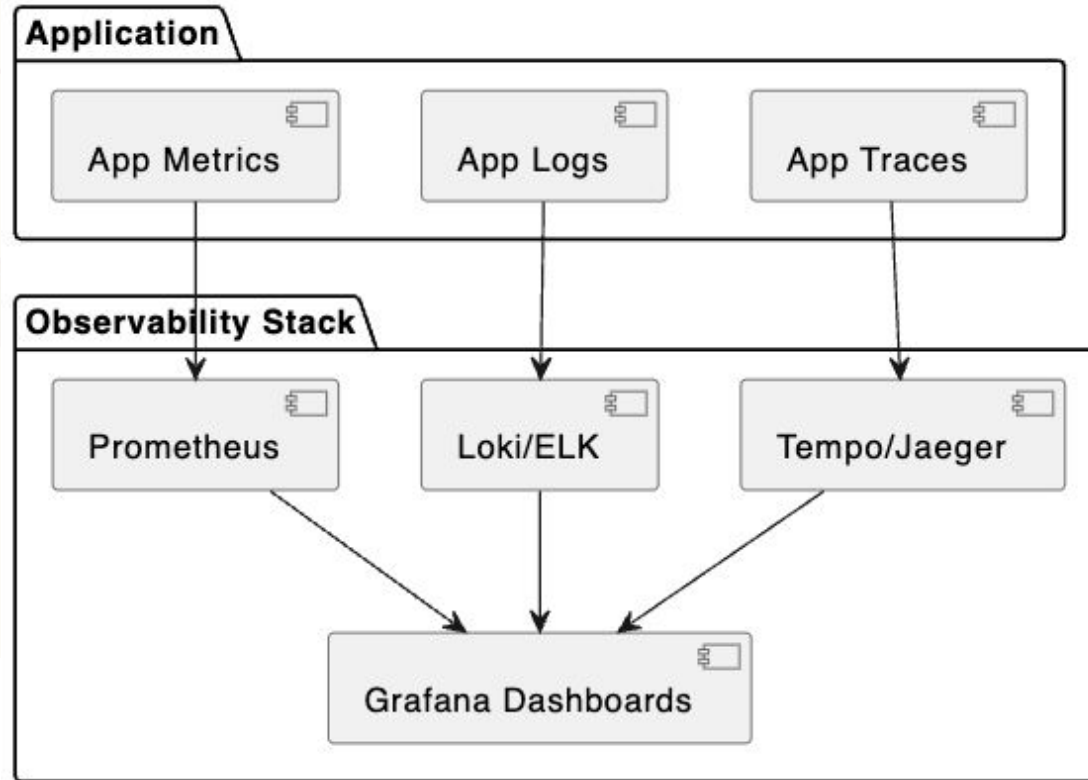 Application
App Metrics
App Logs
App Traces
Observability Stack
Prometheus
Loki/ELK
Tempo/Jaeger
Grafana Dashboards